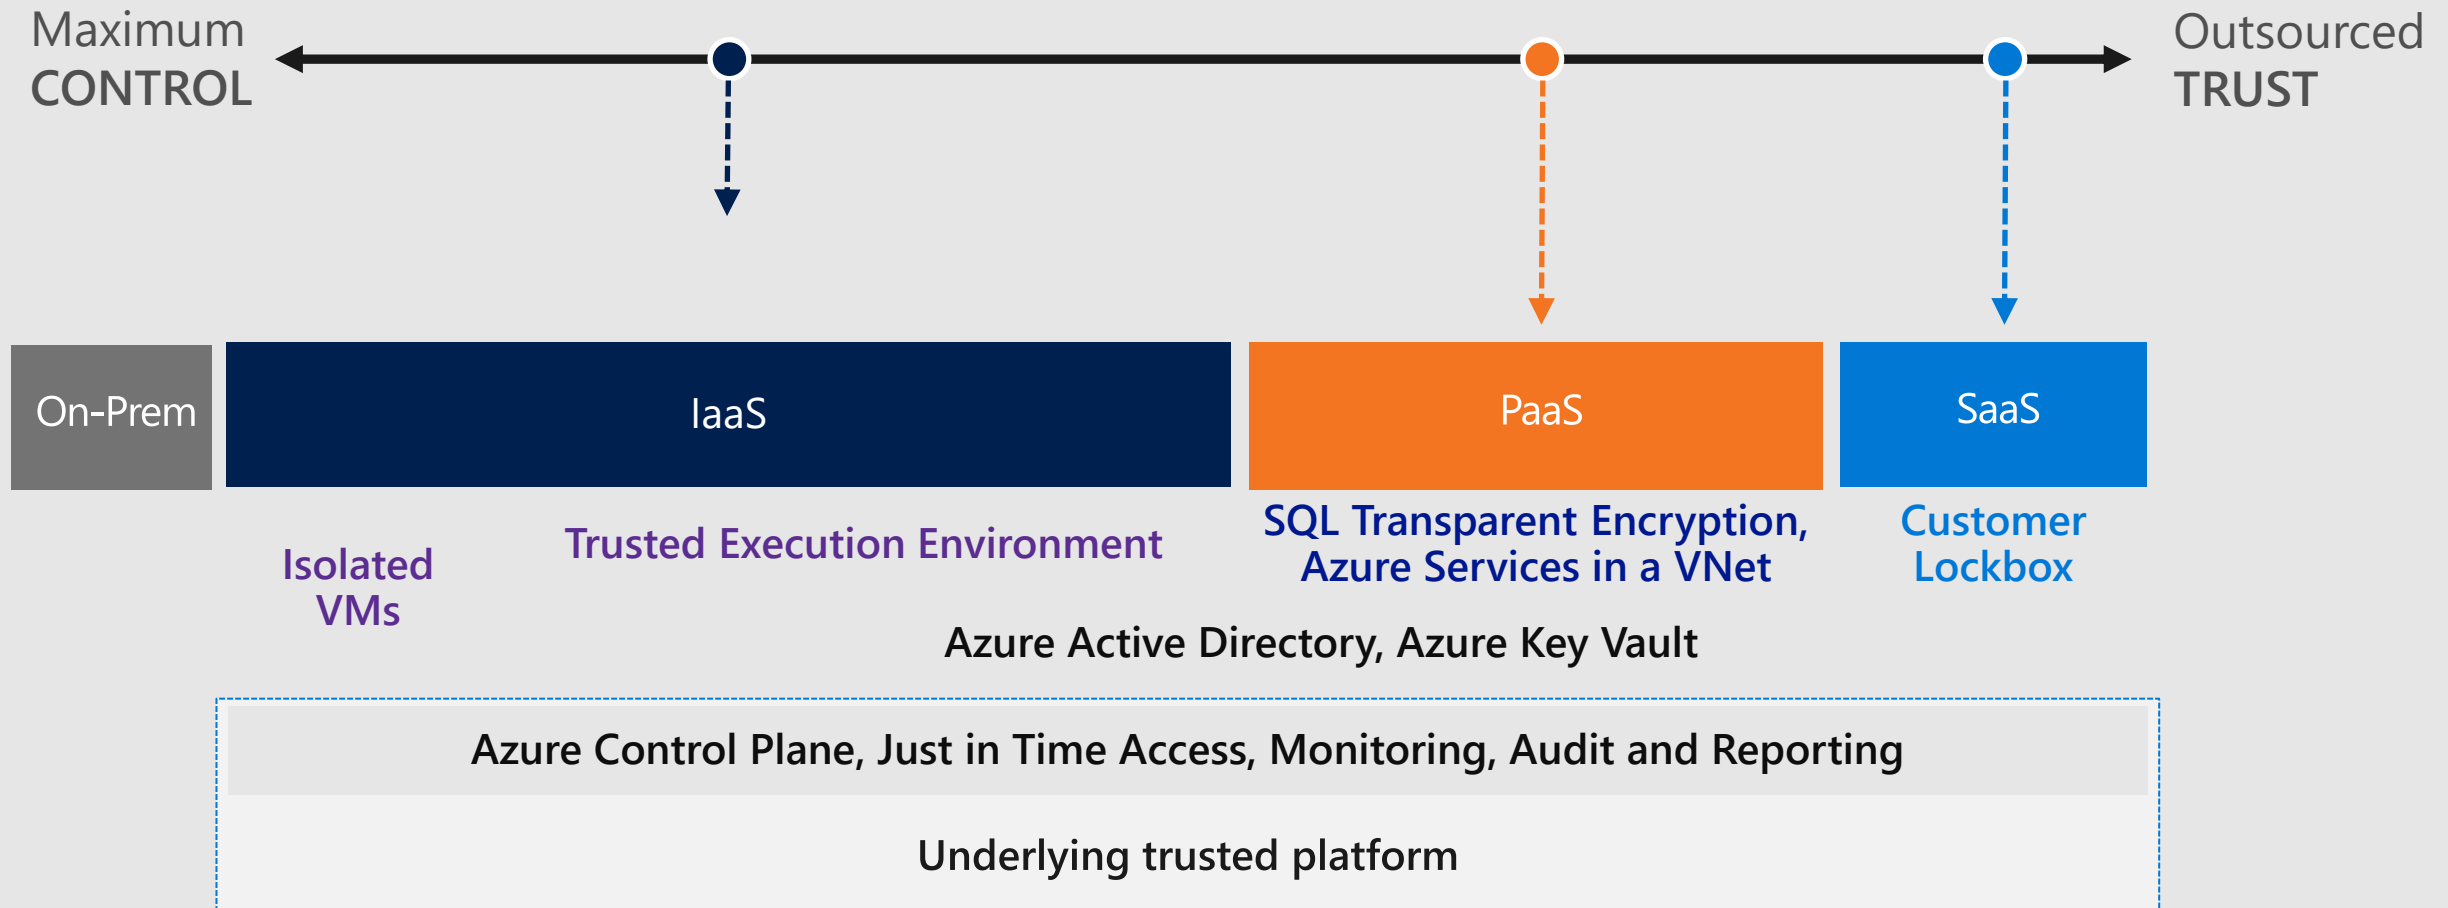 Maximum
CONTROL
Outsourced
TRUST
On-Prem
IaaS
PaaS
SaaS
Isolated
VMs
Trusted Execution Environment
SQL Transparent Encryption,
Azure Services in a VNet
Customer
Lockbox
Azure Active Directory, Azure Key Vault
Azure Control Plane, Just in Time Access, Monitoring, Audit and Reporting
Underlying trusted platform